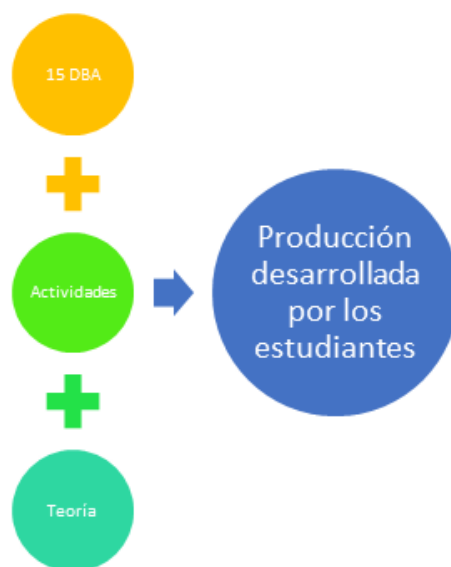 15 DBA
Actividades
Teoría
Producción
desarrollada
por los
estudiantes